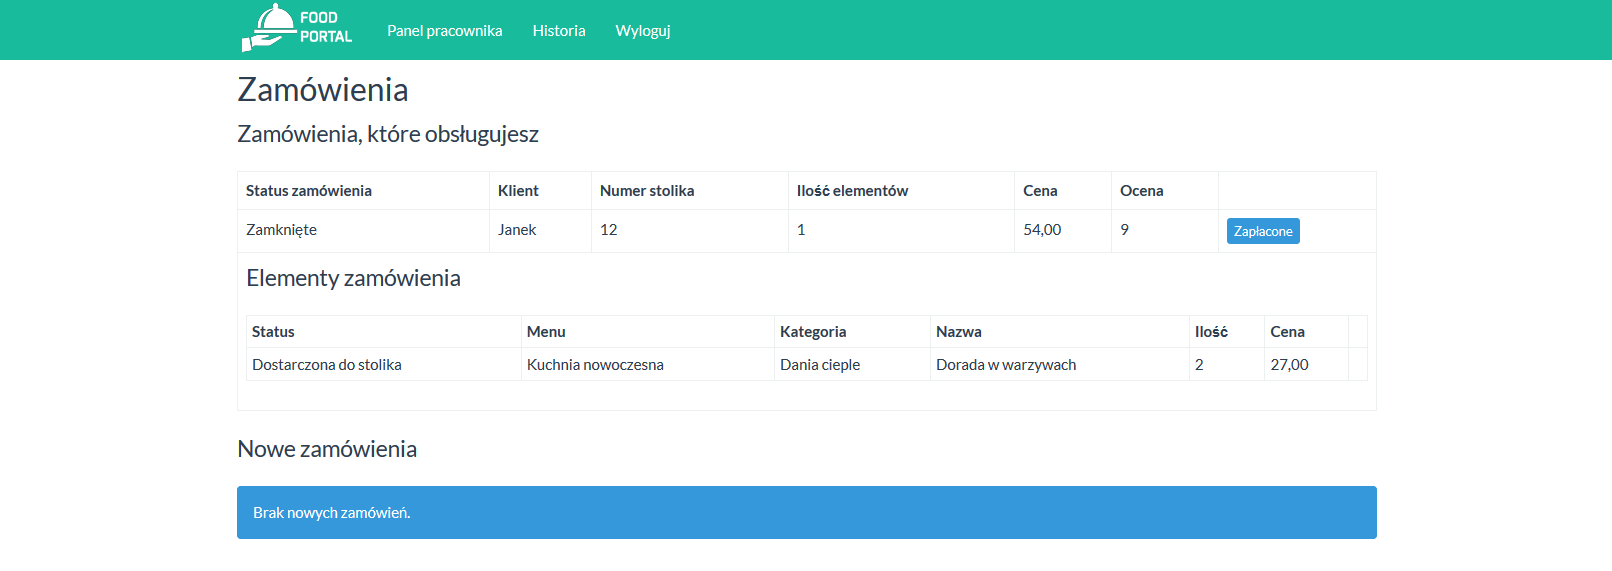 FOOD
PORTAL
Panel pracownika Historia Wyloguj
Zamówienia
Zamówienia, które obsługujesz
Status zamówienia Klient Numer stolika Ilość elementów Cena Ocena
Zamknięte Janek 12 1 54,00 9 Zapłacone
Elementy zamówienia
Status Menu Kategoria Nazwa Ilość Cena
Dostarczona do stolika Kuchnia nowoczesna Dania cieple Dorada w warzywach 2 27,00
Nowe zamówienia
Brak nowych zamówień.